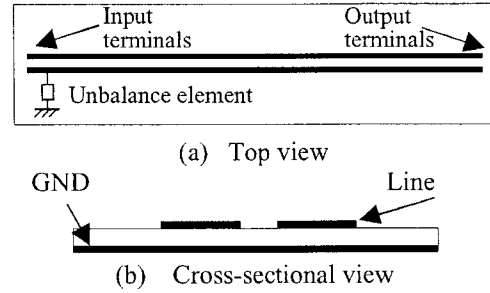 Input
terminals
Output
terminals
Unbalance element
(a) Top view
GND
Line
(b) Cross-sectional view